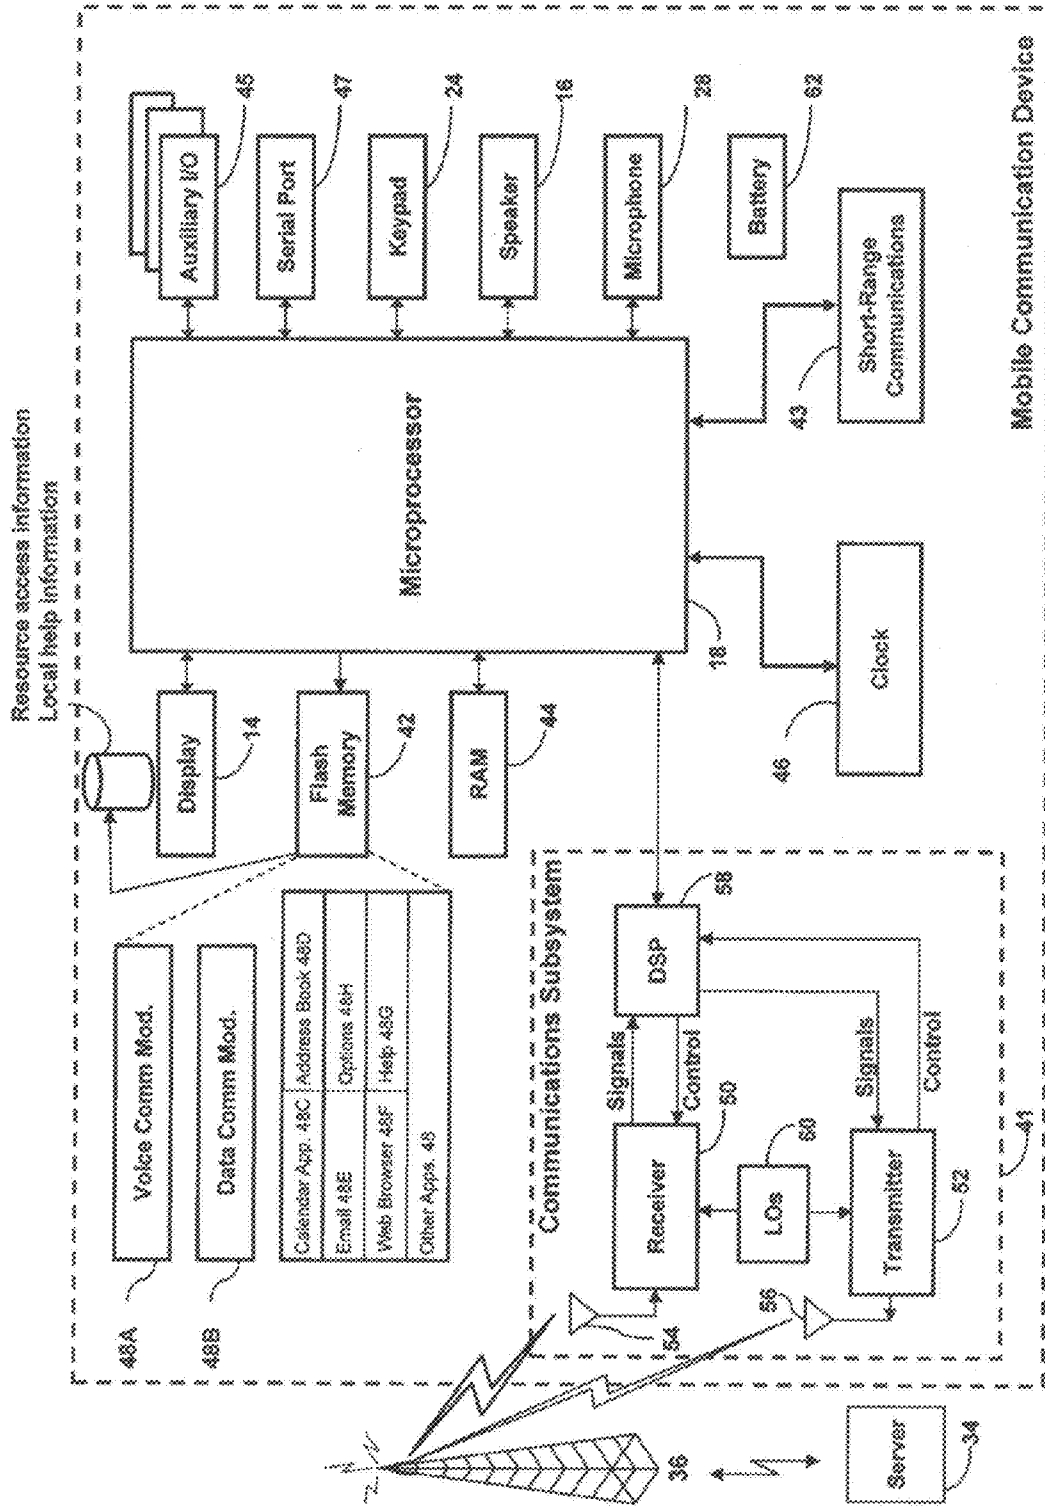 Resource access information
Local help information
48A
Voice Comm Mod.
48B
Data Comm Mod.
Calendar App. 48C
Address Book 48D
Email 48E
Options 48H
Web Browser 48F
Help 48G
Other Apps. 48
Display
14
Flash
Memory
42
RAM
44
Microprocessor
18
Auxiliary I/O
45
Serial Port
47
Keypad
24
Speaker
16
Microphone
28
Battery
62
Short-Range
Communications
43
Clock
46
Communications Subsystem
DSP
58
Signals
Control
Receiver
50
LOs
60
Signals
Control
Transmitter
52
54
56
41
36
Server
34
Mobile Communication Device